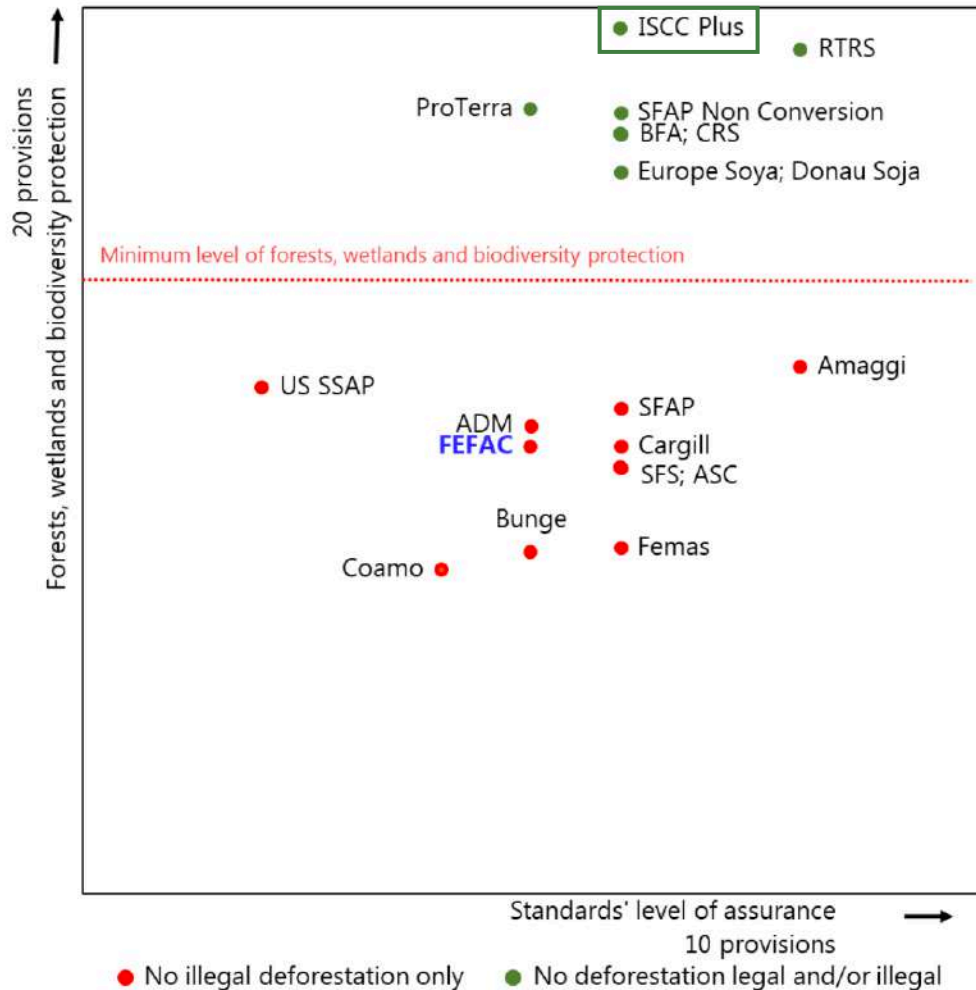 ISCC Plus
RTRS
ProTerra
SFAP Non Conversion
BFA; CRS
Europe Soya; Donau Soja
20 provisions
Forests, wetlands and biodiversity protection
Minimum level of forests, wetlands and biodiversity protection
Amaggi
US SSAP
SFAP
ADM
FEFAC
Cargill
SFS; ASC
Bunge
Femas
Coamo
Standards' level of assurance
10 provisions
No illegal deforestation only
No deforestation legal and/or illegal